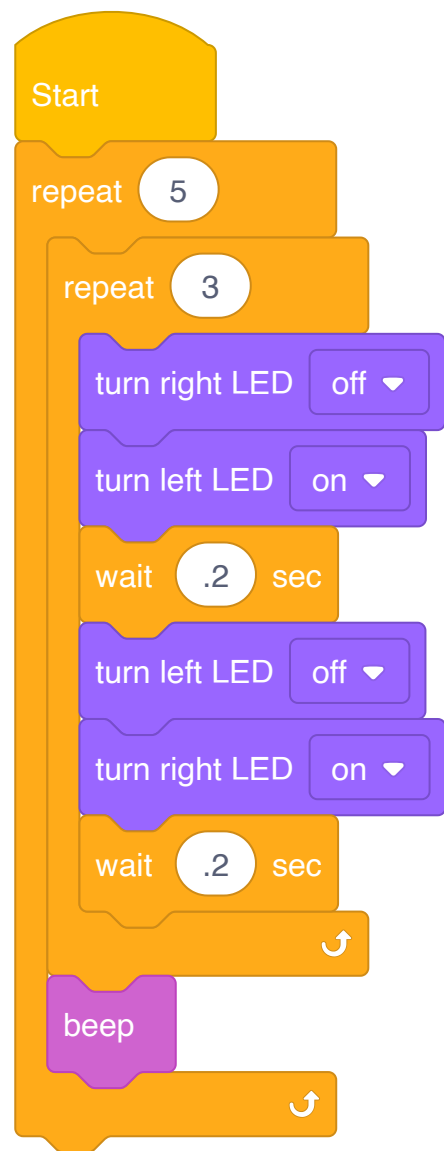 Start
repeat 5
repeat 3
turn right LED off
turn left LED on
wait .2 sec
turn left LED off
turn right LED on
wait .2 sec
beep